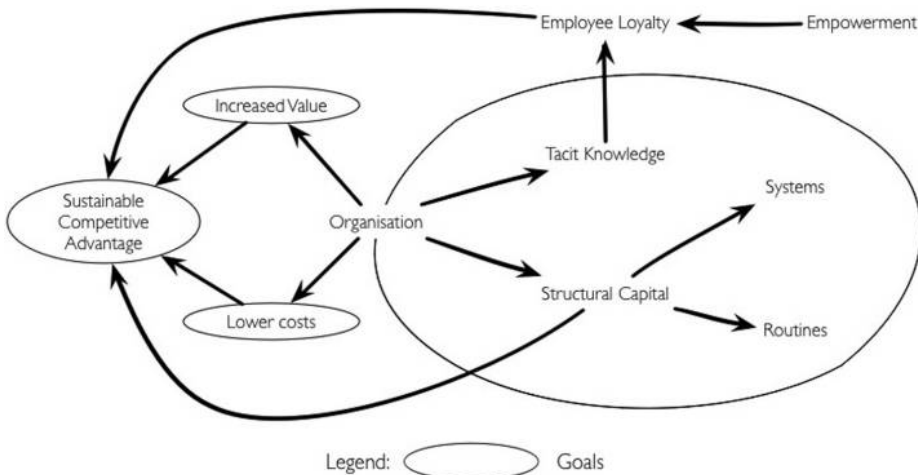 Employee Loyalty
Empowerment
Increased Value
Tacit Knowledge
Systems
Sustainable
Competitive
Advantage
Organisation
Structural Capital
Lower costs
Routines
Legend:
Goals